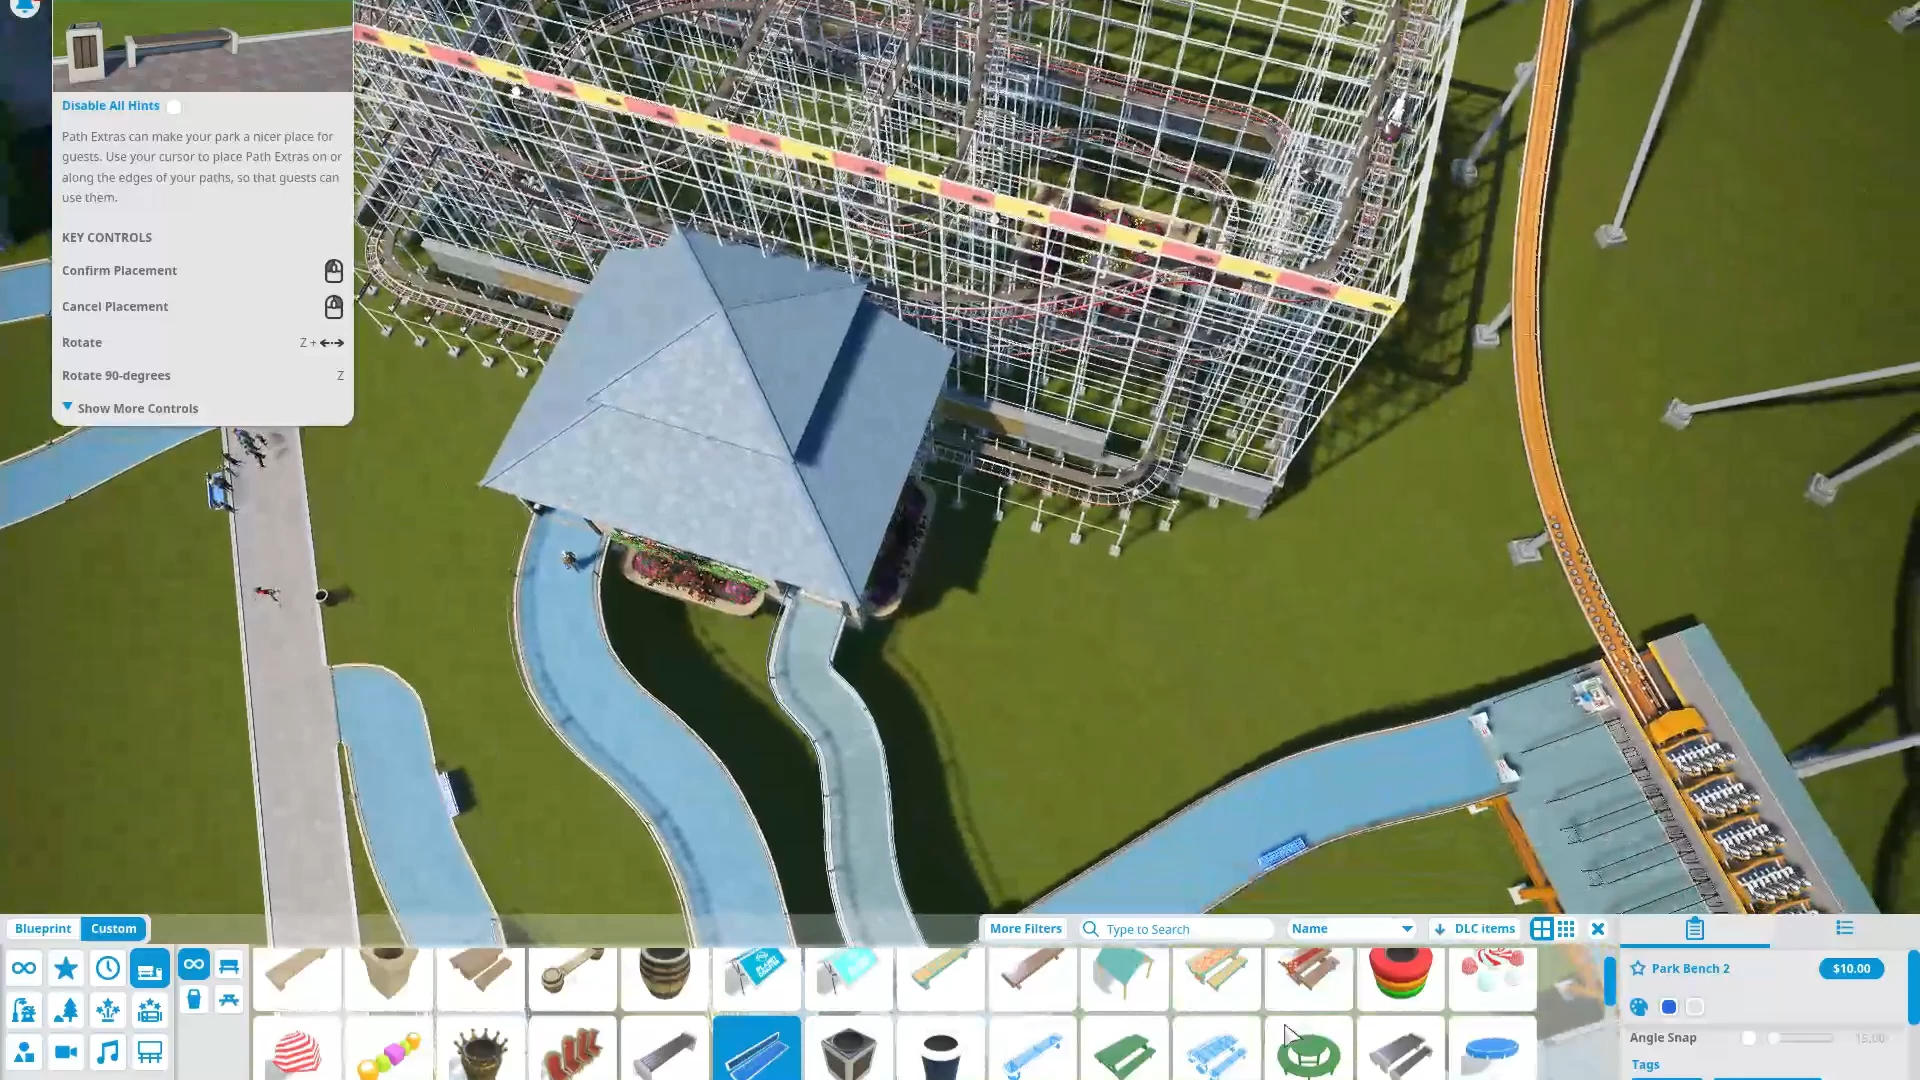 Disable All Hints
Path Extras can make your park a nicer place for
guests. Use your cursor to place Path Extras on or
along the edges of your paths, so that guests can
use them.
KEY CONTROLS
Confirm Placement
Cancel Placement
Rotate Z +
Rotate 90-degrees Z
Show More Controls
Blueprint Custom
More Filters Type to Search Name DLC items
Park Bench 2 $10.00
Angle Snap 15.00
Tags